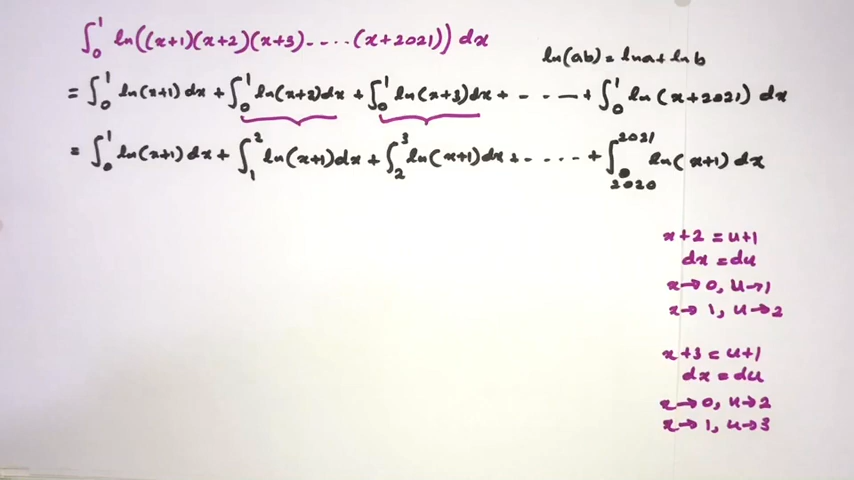 ∫₀¹ ln((x+1)(x+2)(x+3)-....(x+2021)) dx
ln(ab) = lna + lnb
= ∫₀¹ ln(x+1) dx + ∫₀¹ ln(x+2) dx + ∫₀¹ ln(x+3) dx + - - - - + ∫₀¹ ln(x+2021) dx
= ∫₀¹ ln(x+1) dx + ∫₁² ln(x+1) dx + ∫₂³ ln(x+1) dx + - - - - + ∫₂₀₂₀²⁰²¹ ln(x+1) dx
x+2 = u+1
dx = du
x→0, u→1
x→1, u→2
x+3 = u+1
dx = du
x→0, u→2
x→1, u→3